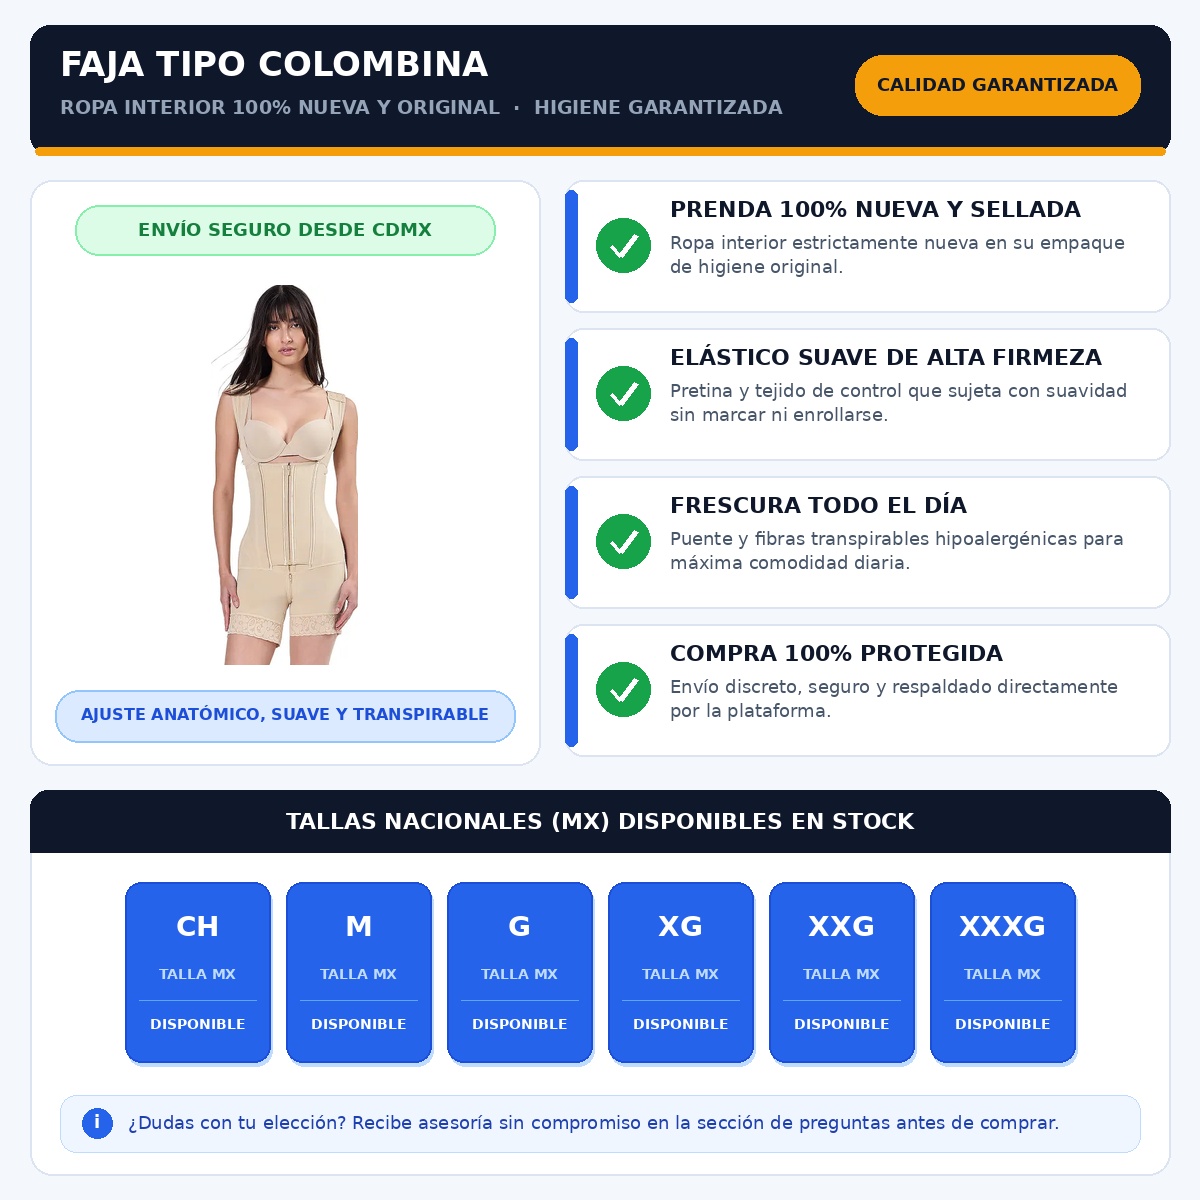 FAJA TIPO COLOMBINA
ROPA INTERIOR 100% NUEVA Y ORIGINAL · HIGIENE GARANTIZADA
CALIDAD GARANTIZADA
ENVÍO SEGURO DESDE CDMX
AJUSTE ANATÓMICO, SUAVE Y TRANSPIRABLE
PRENDA 100% NUEVA Y SELLADA
Ropa interior estrictamente nueva en su empaque
de higiene original.
ELÁSTICO SUAVE DE ALTA FIRMEZA
Pretina y tejido de control que sujeta con suavidad
sin marcar ni enrollarse.
FRESCURA TODO EL DÍA
Puente y fibras transpirables hipoalergénicas para
máxima comodidad diaria.
COMPRA 100% PROTEGIDA
Envío discreto, seguro y respaldado directamente
por la plataforma.
TALLAS NACIONALES (MX) DISPONIBLES EN STOCK
CH
TALLA MX
DISPONIBLE
M
TALLA MX
DISPONIBLE
G
TALLA MX
DISPONIBLE
XG
TALLA MX
DISPONIBLE
XXG
TALLA MX
DISPONIBLE
XXXG
TALLA MX
DISPONIBLE
i
¿Dudas con tu elección? Recibe asesoría sin compromiso en la sección de preguntas antes de comprar.